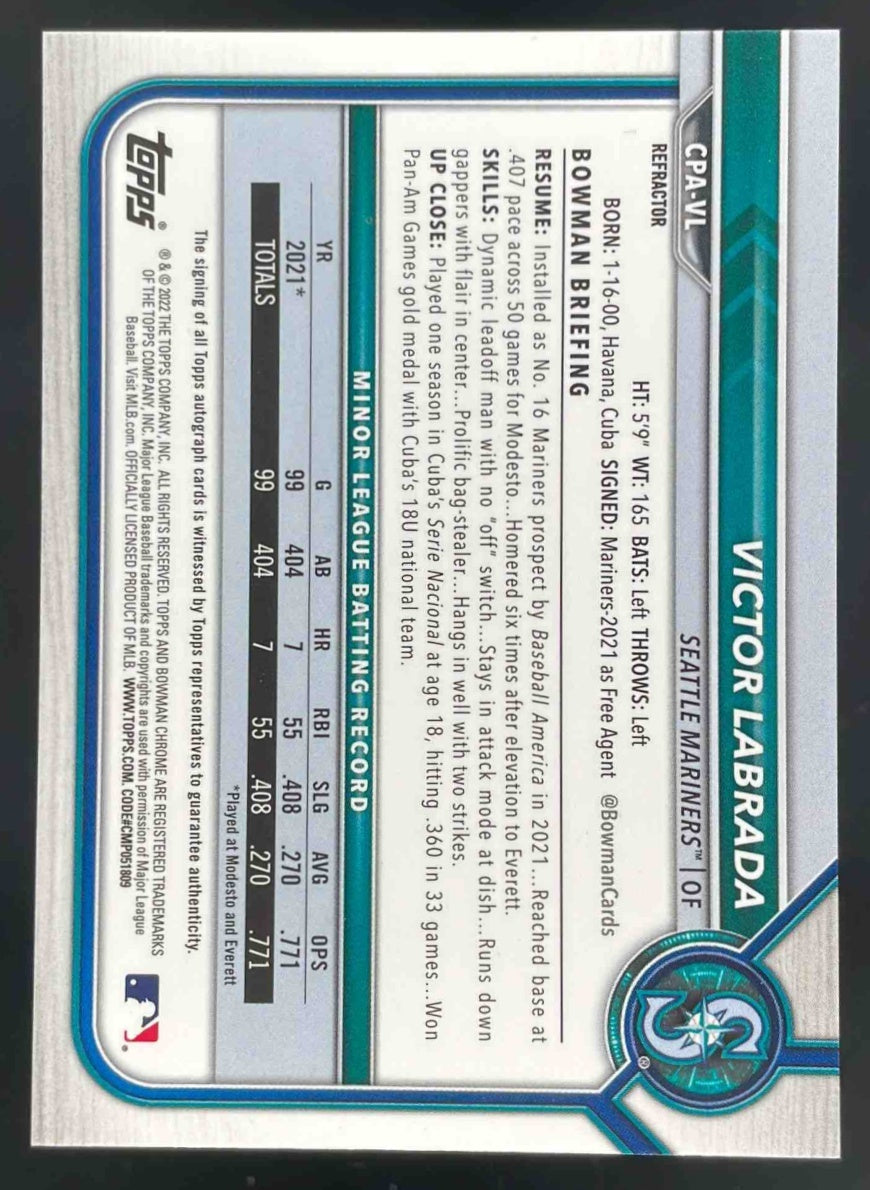 VICTOR LABRADA
SEATTLE MARINERS™ | OF
CPA-VL
REFRACTOR
HT: 5'9" WT: 165 BATS: Left THROWS: Left
BORN: 1-16-00, Havana, Cuba SIGNED: Mariners-2021 as Free Agent @BowmanCards
BOWMAN BRIEFING
RESUME: Installed as No. 16 Mariners prospect by Baseball America in 2021...Reached base at
.407 pace across 50 games for Modesto...Homered six times after elevation to Everett.
SKILLS: Dynamic leadoff man with no "off" switch...Stays in attack mode at dish...Runs down
gappers with flair in center...Prolific bag-stealer...Hangs in well with two strikes.
UP CLOSE: Played one season in Cuba's Serie Nacional at age 18, hitting .360 in 33 games...Won
Pan-Am Games gold medal with Cuba's 18U national team.
MINOR LEAGUE BATTING RECORD
YR G AB HR RBI SLG AVG OPS
2021* 99 404 7 55 .408 .270 .771
TOTALS 99 404 7 55 .408 .270 .771
*Played at Modesto and Everett
The signing of all Topps autograph cards is witnessed by Topps representatives to guarantee authenticity.
topps®
® & © 2022 THE TOPPS COMPANY, INC. ALL RIGHTS RESERVED. TOPPS AND BOWMAN CHROME ARE REGISTERED TRADEMARKS
OF THE TOPPS COMPANY, INC. Major League Baseball trademarks and copyrights are used with permission of Major League
Baseball. Visit MLB.com. OFFICIALLY LICENSED PRODUCT OF MLB. WWW.TOPPS.COM. CODE#CMP051809